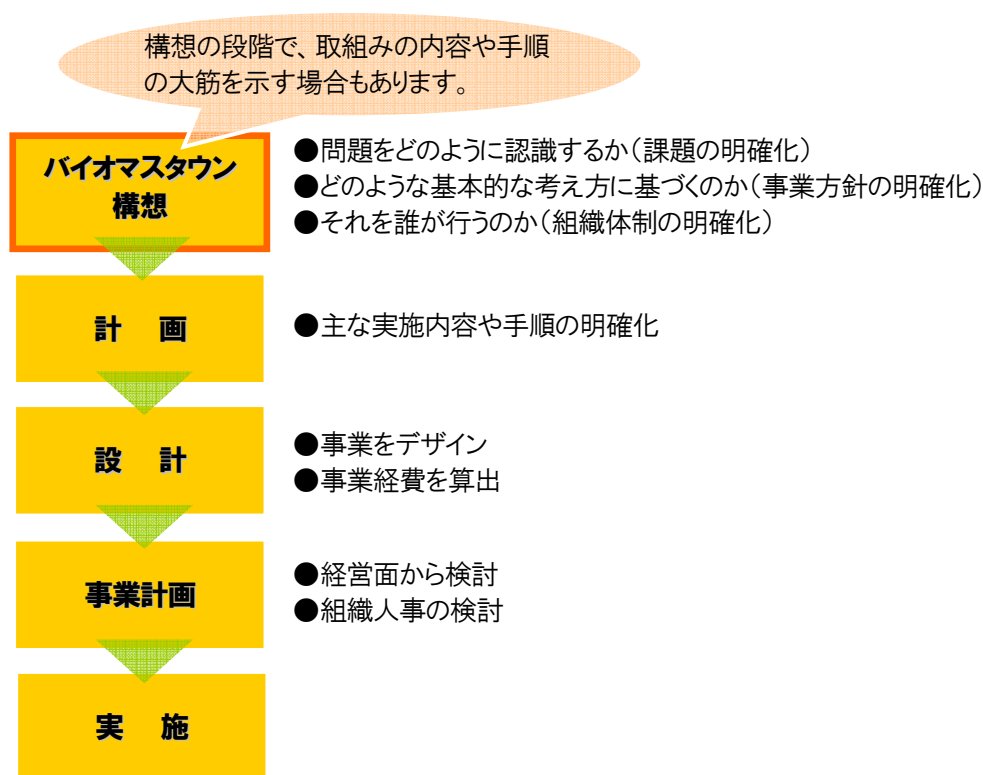 構想の段階で、取組みの内容や手順
の大筋を示す場合もあります。
バイオマスタウン
構想
●問題をどのように認識するか(課題の明確化)
●どのような基本的な考え方に基づくのか(事業方針の明確化)
●それを誰が行うのか(組織体制の明確化)
計　画
●主な実施内容や手順の明確化
設　計
●事業をデザイン
●事業経費を算出
事業計画
●経営面から検討
●組織人事の検討
実　施